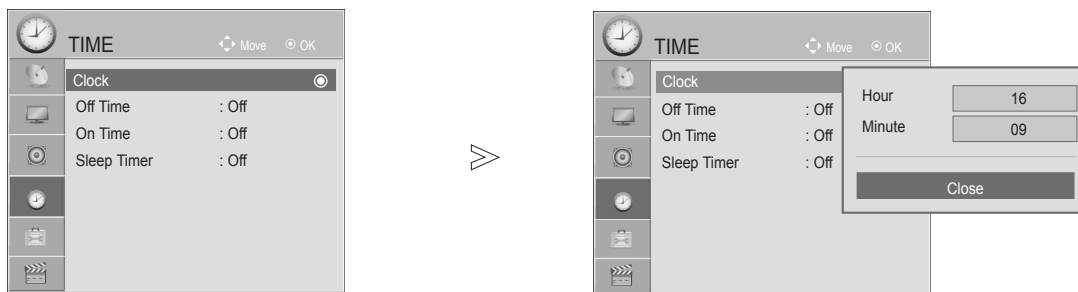 TIME
Move
OK
Clock
Off Time : Off
On Time : Off
Sleep Timer : Off
TIME
Move
OK
Clock
Off Time : Off
On Time : Off
Sleep Timer : Off
Hour 16
Minute 09
Close